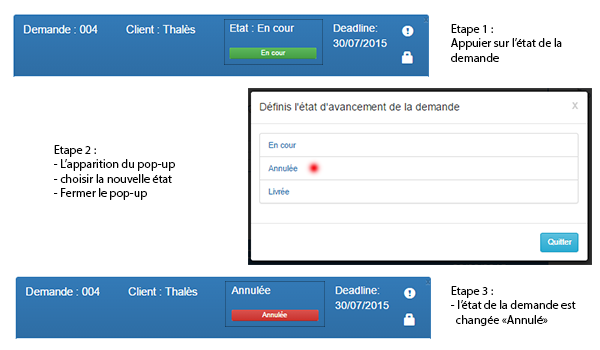 Demande : 004
Client : Thalès
Etat : En cour
En cour
Deadline:
30/07/2015
Etape 1 :
Appuier sur l'état de la
demande
Etape 2 :
- L'apparition du pop-up
- choisir la nouvelle état
- Fermer le pop-up
Définis l'état d'avancement de la demande
x
En cour
Annulée
Livrée
Quitter
Demande : 004
Client : Thalès
Annulée
Annulée
Deadline:
30/07/2015
Etape 3 :
- l'état de la demande est
changée «Annulé»